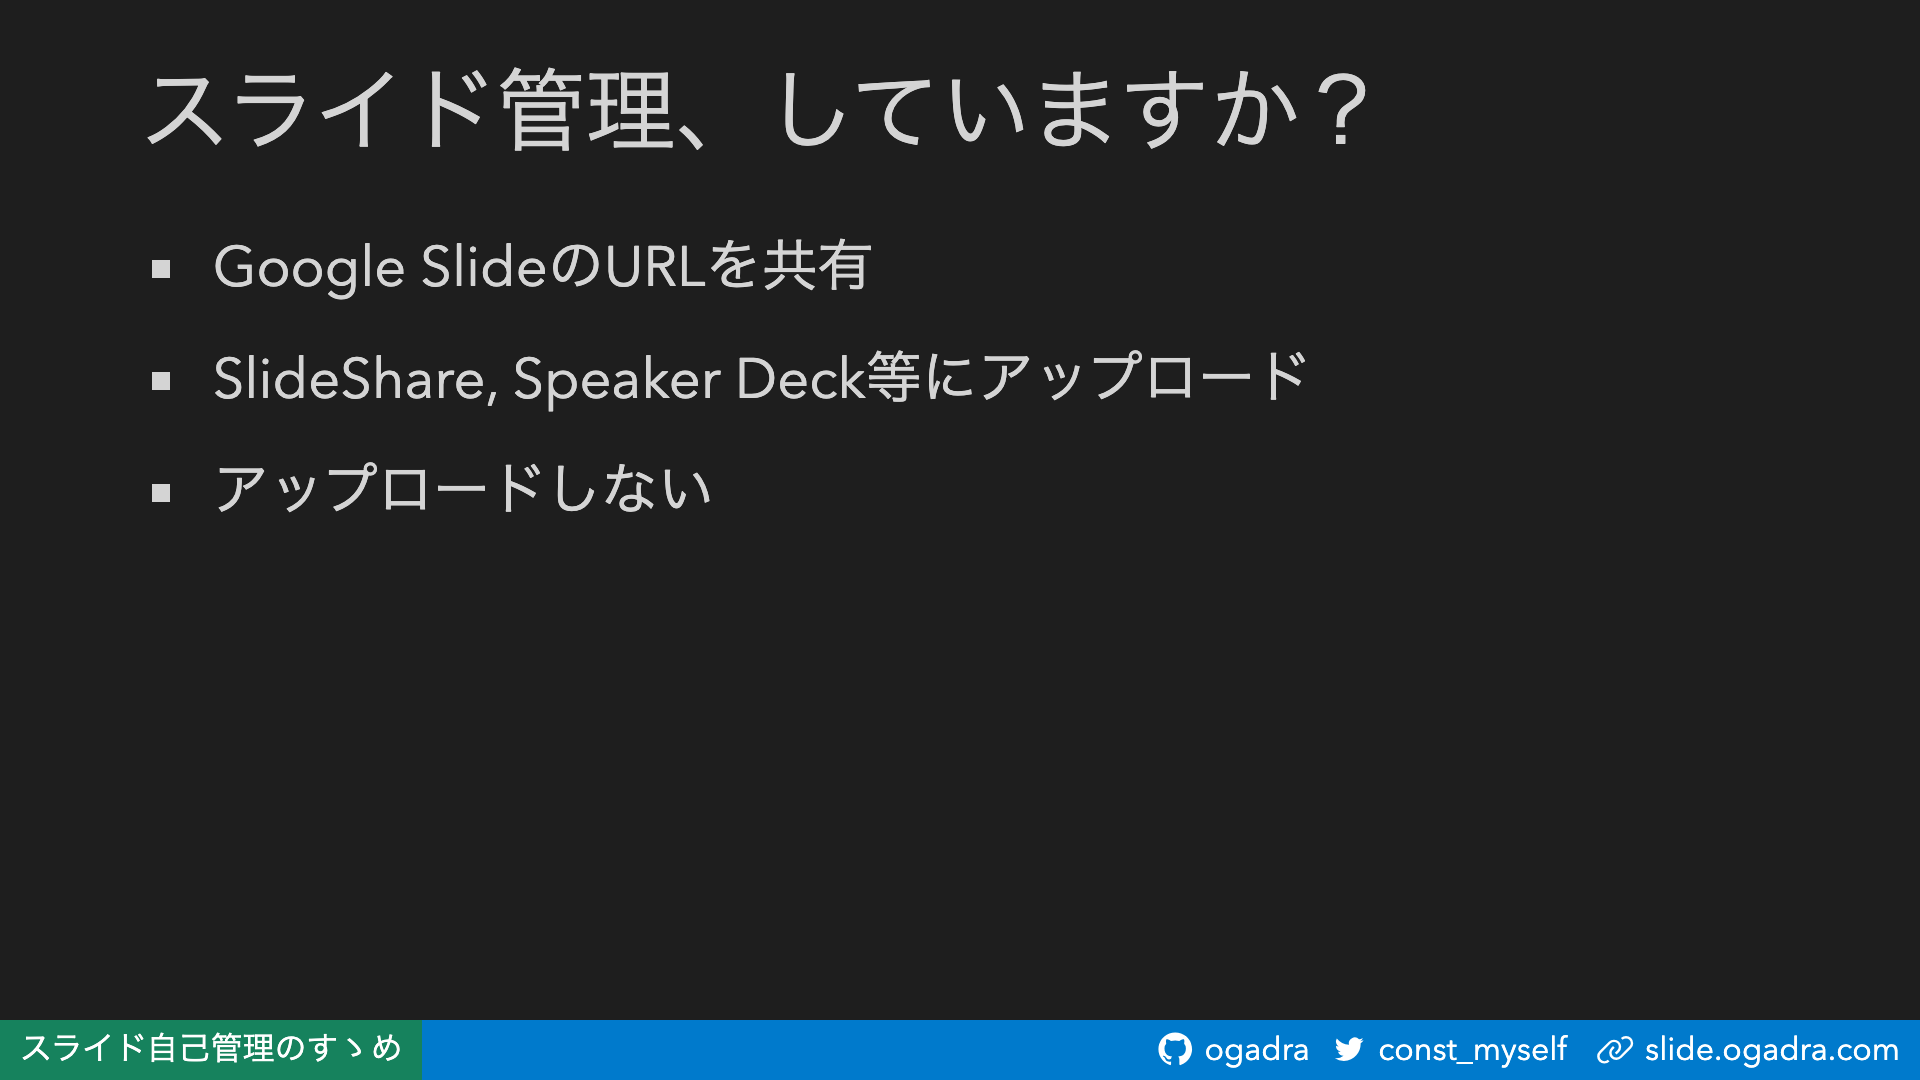 スライド管理、していますか？
Google SlideのURLを共有
SlideShare, Speaker Deck等にアップロード
アップロードしない
スライド自己管理のすゝめ
ogadra const_myself slide.ogadra.com